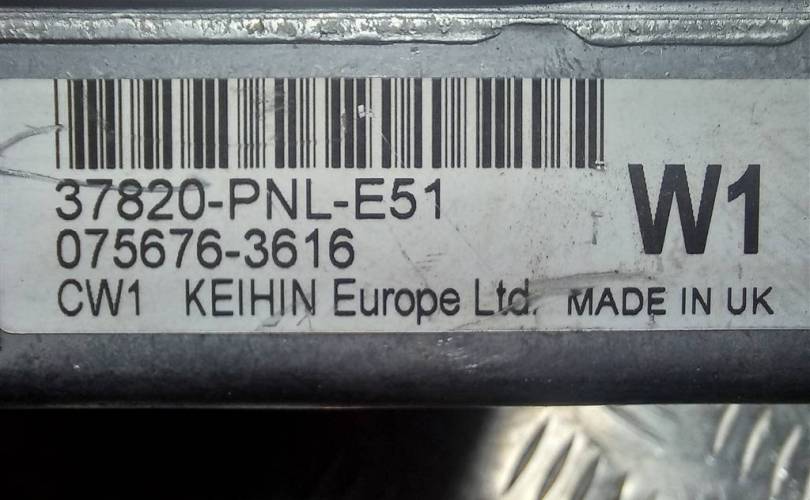 37820-PNL-E51
075676-3616
W1
CW1 KEIHIN Europe Ltd. MADE IN UK